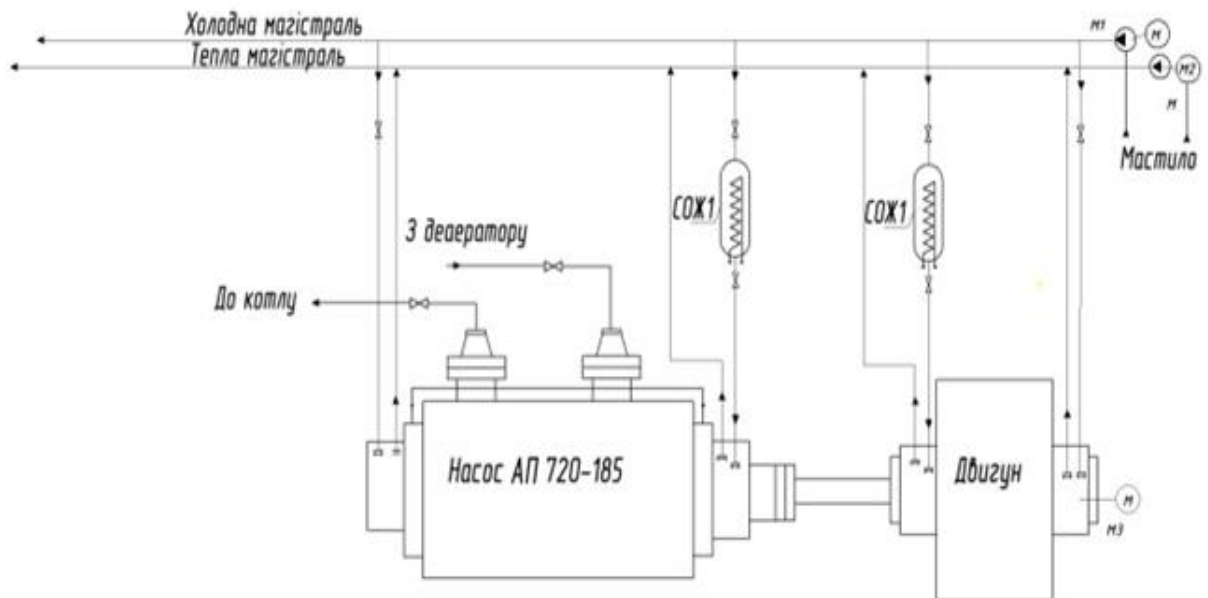 Холодна магістраль
м1
М
Тепла магістраль
м2
м
Мастило
СОЖ1
СОЖ1
З деаератору
До котлу
Насос АП 720-185
Двигун
М
м3